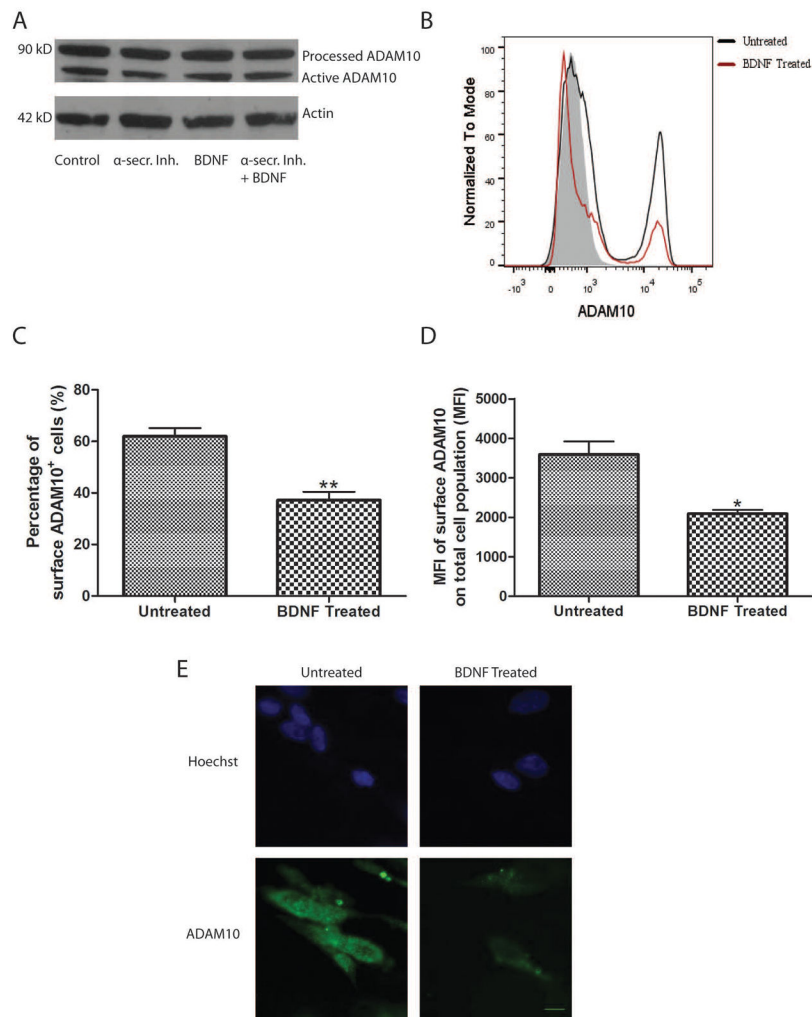 A
90 kD
Processed ADAM10
Active ADAM10
42 kD
Actin
Control α-secr. Inh. BDNF α-secr. Inh.
+ BDNF
B
Untreated
BDNF Treated
Normalized To Mode
100
80
60
40
20
0
-10³ 0 10³ 10⁴ 10⁵
ADAM10
C
Percentage of
surface ADAM10⁺ cells (%)
80
60
40
20
0
**
Untreated BDNF Treated
D
MFI of surface ADAM10
on total cell population (MFI)
5000
4000
3000
2000
1000
0
*
Untreated BDNF Treated
E
Untreated BDNF Treated
Hoechst
ADAM10